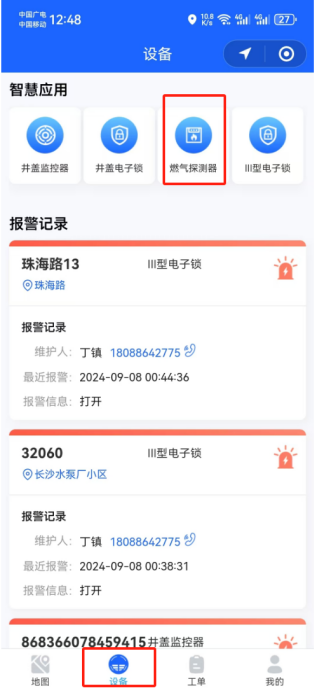 中国广电
中国移动 12:48 10.8 K/s 4G 4G 27
设备
智慧应用
井盖监控器 井盖电子锁 燃气探测器 III型电子锁
报警记录
珠海路13 III型电子锁
珠海路
报警记录
维护人: 丁镇 18088642775
最近报警: 2024-09-08 00:44:36
报警信息: 打开
32060 III型电子锁
长沙水泵厂小区
报警记录
维护人: 丁镇 18088642775
最近报警: 2024-09-08 00:38:31
报警信息: 打开
868366078459415 井盖监控器
地图 设备 工单 我的